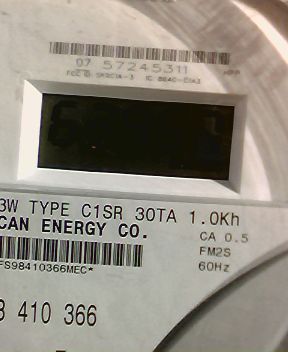 07 57245311
3W TYPE C1SR 30TA 1.0Kh
CAN ENERGY CO.
CA 0.5
FM2S
60Hz
FS98410366MEC*
3 410 366